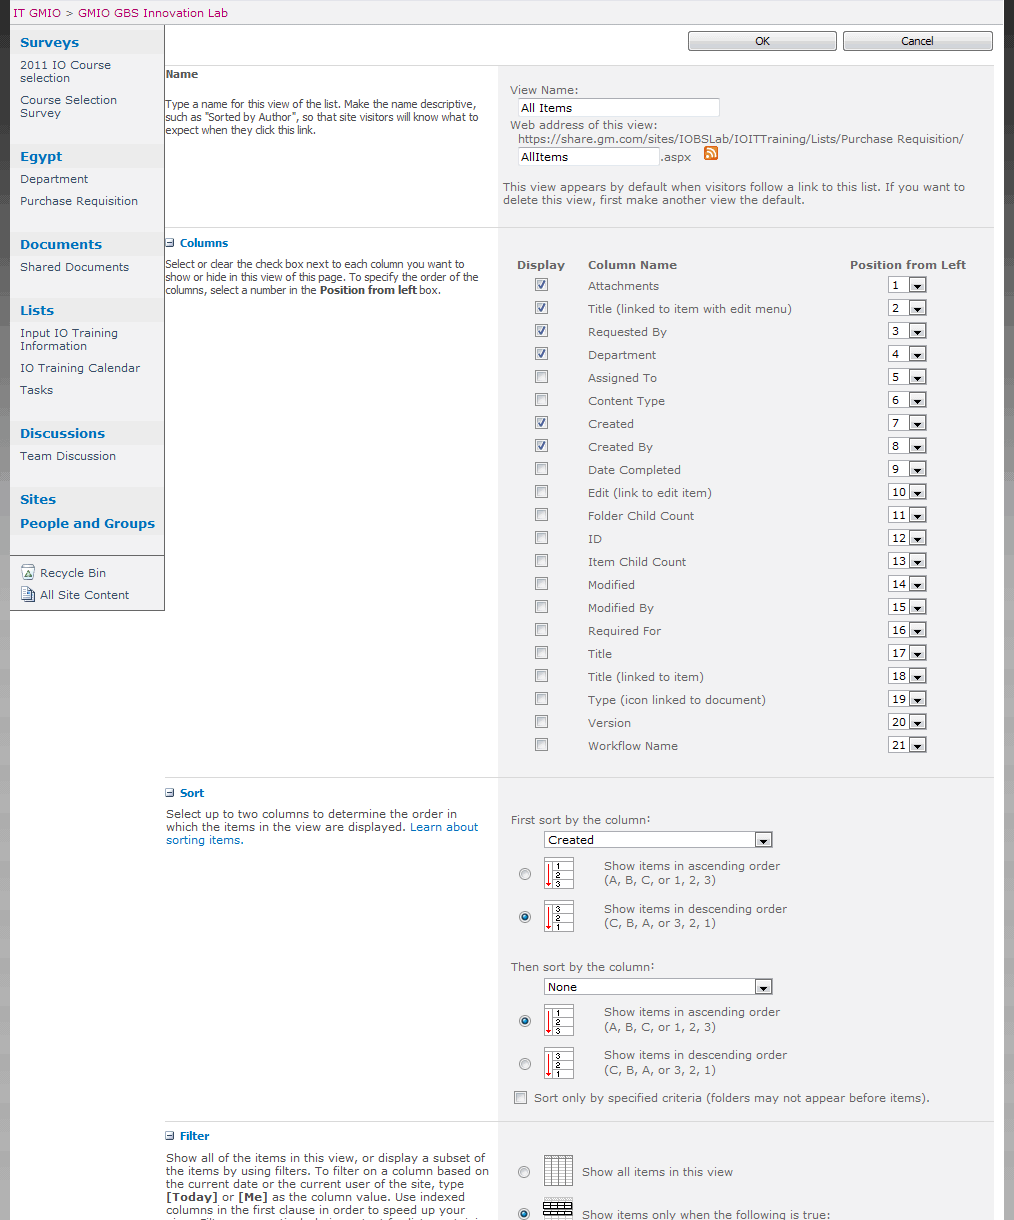 IT GMIO > GMIO GBS Innovation Lab
Surveys
2011 IO Course
selection
Course Selection
Survey
Egypt
Department
Purchase Requisition
Documents
Shared Documents
Lists
Input IO Training
Information
IO Training Calendar
Tasks
Discussions
Team Discussion
Sites
People and Groups
Recycle Bin
All Site Content
OK Cancel
Name
Type a name for this view of the list. Make the name descriptive,
such as "Sorted by Author", so that site visitors will know what to
expect when they click this link.
View Name:
All Items
Web address of this view:
https://share.gm.com/sites/IOBSLab/IOITTraining/Lists/Purchase Requisition/
AllItems .aspx
This view appears by default when visitors follow a link to this list. If you want to
delete this view, first make another view the default.
Columns
Select or clear the check box next to each column you want to
show or hide in this view of this page. To specify the order of the
columns, select a number in the Position from left box.
Display Column Name Position from Left
Attachments 1
Title (linked to item with edit menu) 2
Requested By 3
Department 4
Assigned To 5
Content Type 6
Created 7
Created By 8
Date Completed 9
Edit (link to edit item) 10
Folder Child Count 11
ID 12
Item Child Count 13
Modified 14
Modified By 15
Required For 16
Title 17
Title (linked to item) 18
Type (icon linked to document) 19
Version 20
Workflow Name 21
Sort
Select up to two columns to determine the order in
which the items in the view are displayed. Learn about
sorting items.
First sort by the column:
Created
1
2
3
Show items in ascending order
(A, B, C, or 1, 2, 3)
3
2
1
Show items in descending order
(C, B, A, or 3, 2, 1)
Then sort by the column:
None
1
2
3
Show items in ascending order
(A, B, C, or 1, 2, 3)
3
2
1
Show items in descending order
(C, B, A, or 3, 2, 1)
Sort only by specified criteria (folders may not appear before items).
Filter
Show all of the items in this view, or display a subset of
the items by using filters. To filter on a column based on
the current date or the current user of the site, type
[Today] or [Me] as the column value. Use indexed
columns in the first clause in order to speed up your
Show all items in this view
Show items only when the following is true: